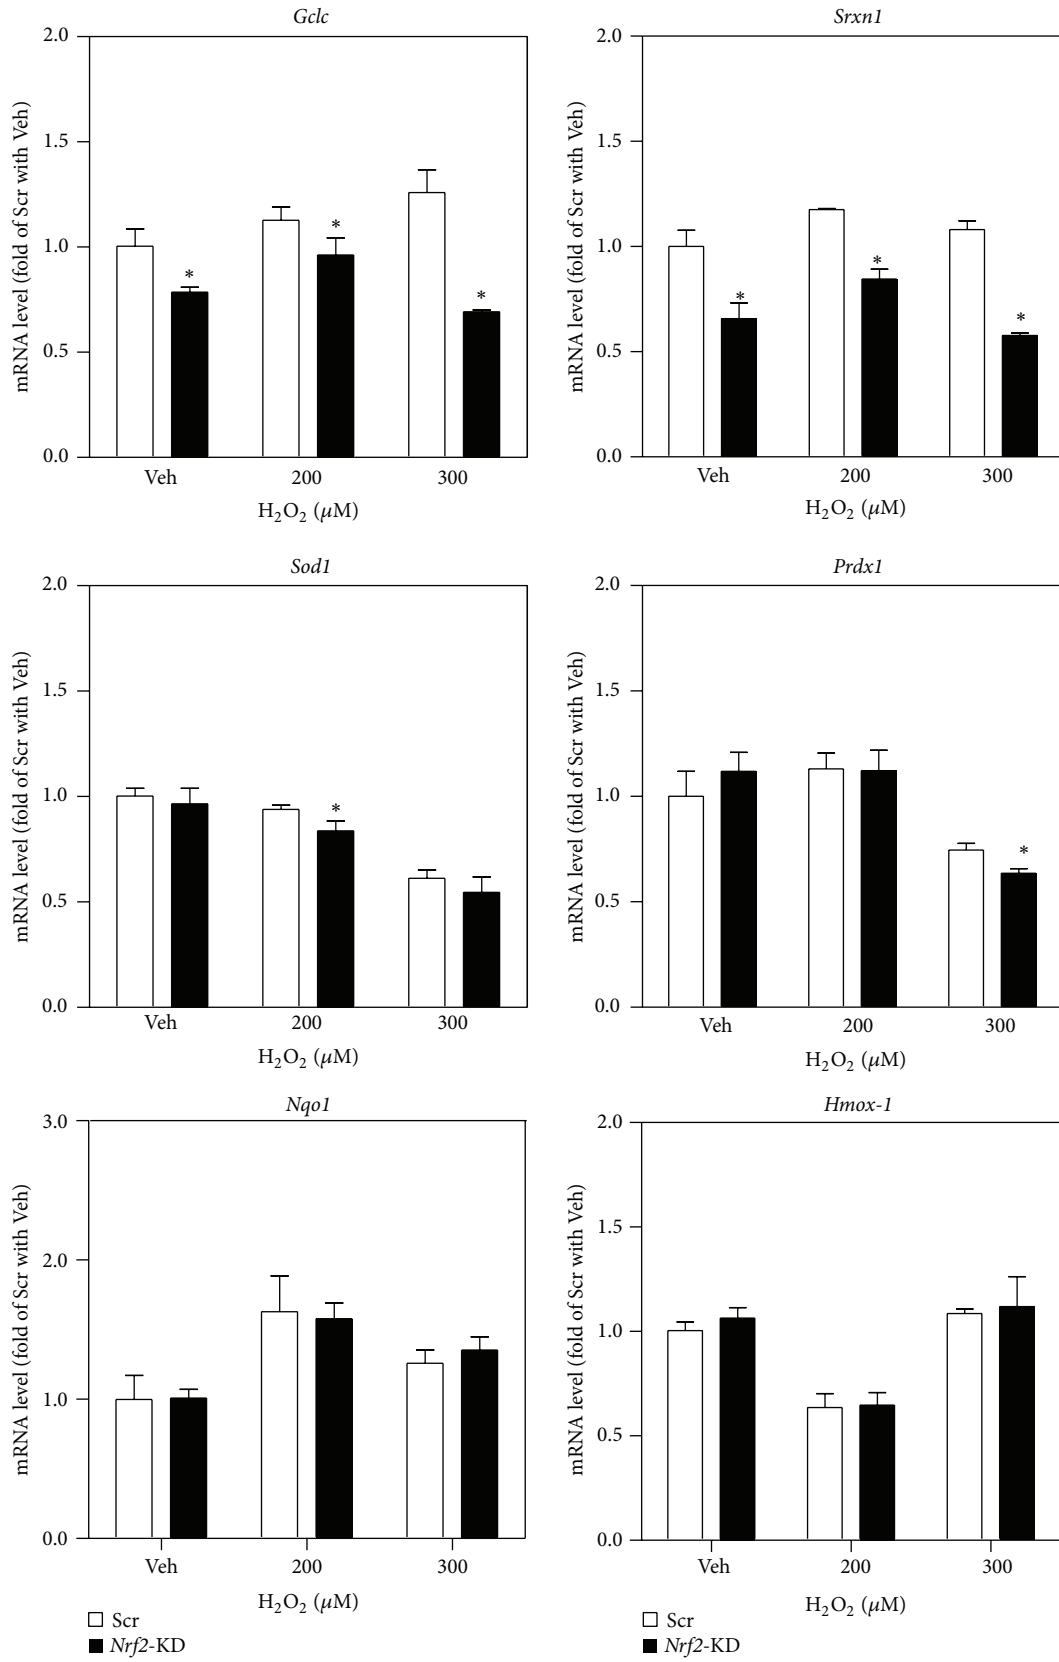 Gclc
mRNA level (fold of Scr with Veh)
2.0
1.5
1.0
0.5
0.0
*
*
*
Veh 200 300
H₂O₂ (μM)
Srxn1
mRNA level (fold of Scr with Veh)
2.0
1.5
1.0
0.5
0.0
*
*
*
Veh 200 300
H₂O₂ (μM)
Sod1
mRNA level (fold of Scr with Veh)
2.0
1.5
1.0
0.5
0.0
*
Veh 200 300
H₂O₂ (μM)
Prdx1
mRNA level (fold of Scr with Veh)
2.0
1.5
1.0
0.5
0.0
*
Veh 200 300
H₂O₂ (μM)
Nqo1
mRNA level (fold of Scr with Veh)
3.0
2.0
1.0
0.0
Veh 200 300
H₂O₂ (μM)
Scr
Nrf2-KD
Hmox-1
mRNA level (fold of Scr with Veh)
2.0
1.5
1.0
0.5
0.0
Veh 200 300
H₂O₂ (μM)
Scr
Nrf2-KD